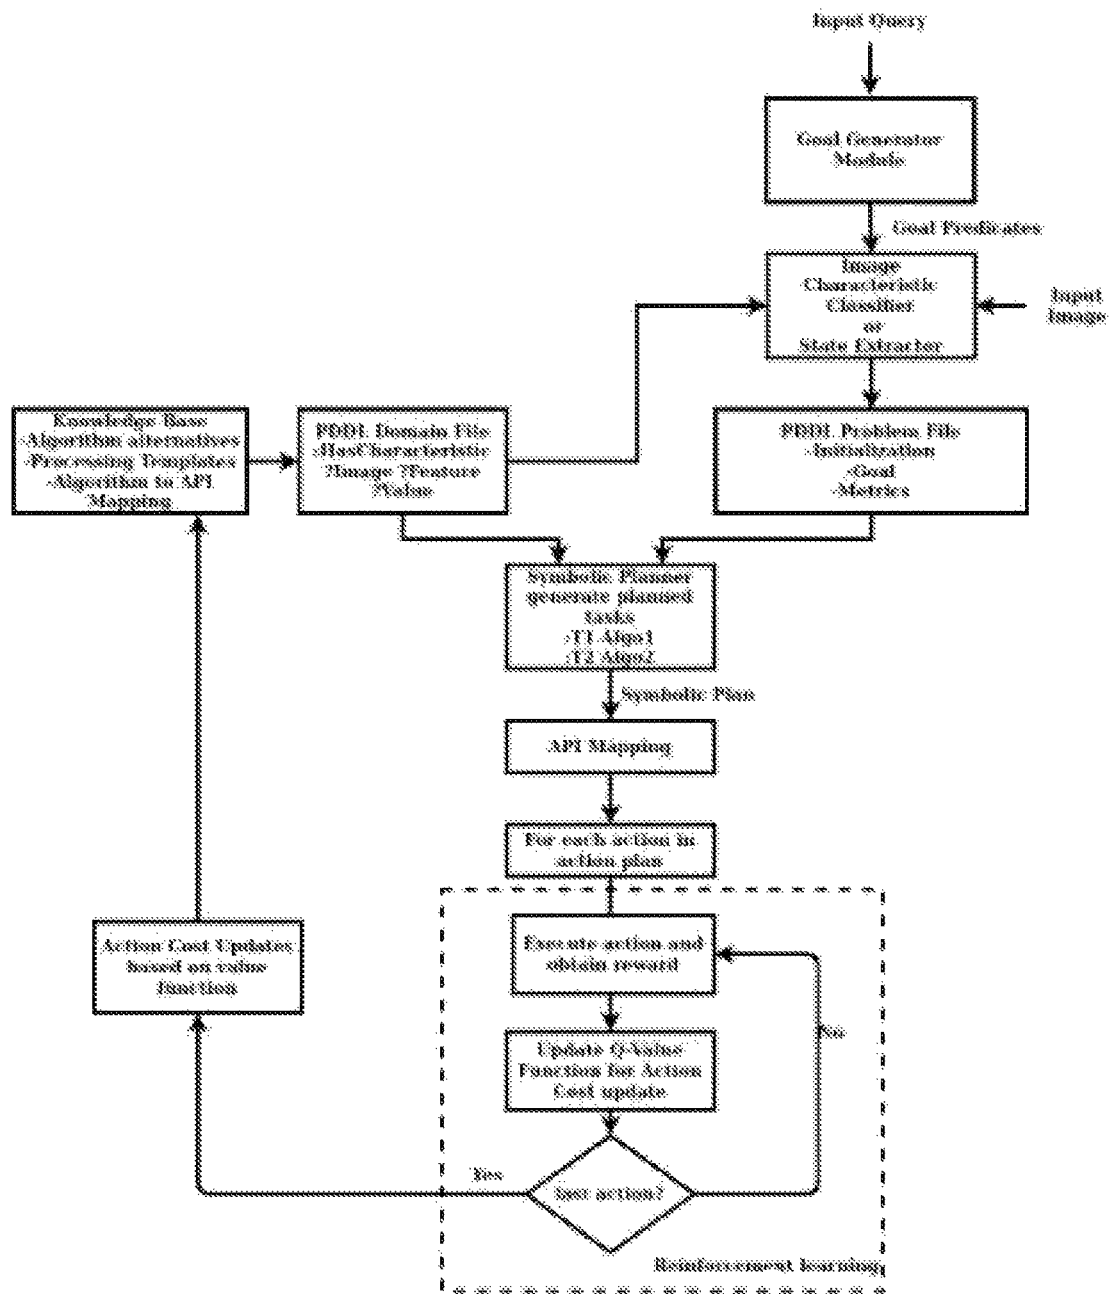 Input Query
Goal Generator
Module
Goal Predicates
Image
Characteristic
Classifier
or
State Extractor
Input
Image
Knowledge Base
-Algorithm alternatives
-Processing Templates
-Algorithm to API
Mapping
PDDL Domain File
-HasCharacteristic
?Image ?Feature
?Value
PDDL Problem File
-Initialization
-Goal
-Metrics
Symbolic Planner
generate planned
tasks
-T1 Algo1
-T2 Algo2
Symbolic Plan
API Mapping
For each action in
action plan
Execute action and
obtain reward
Action Cost Updates
based on value
function
No
Update Q-Value
Function for Action
Cost update
Yes
last action?
Reinforcement learning